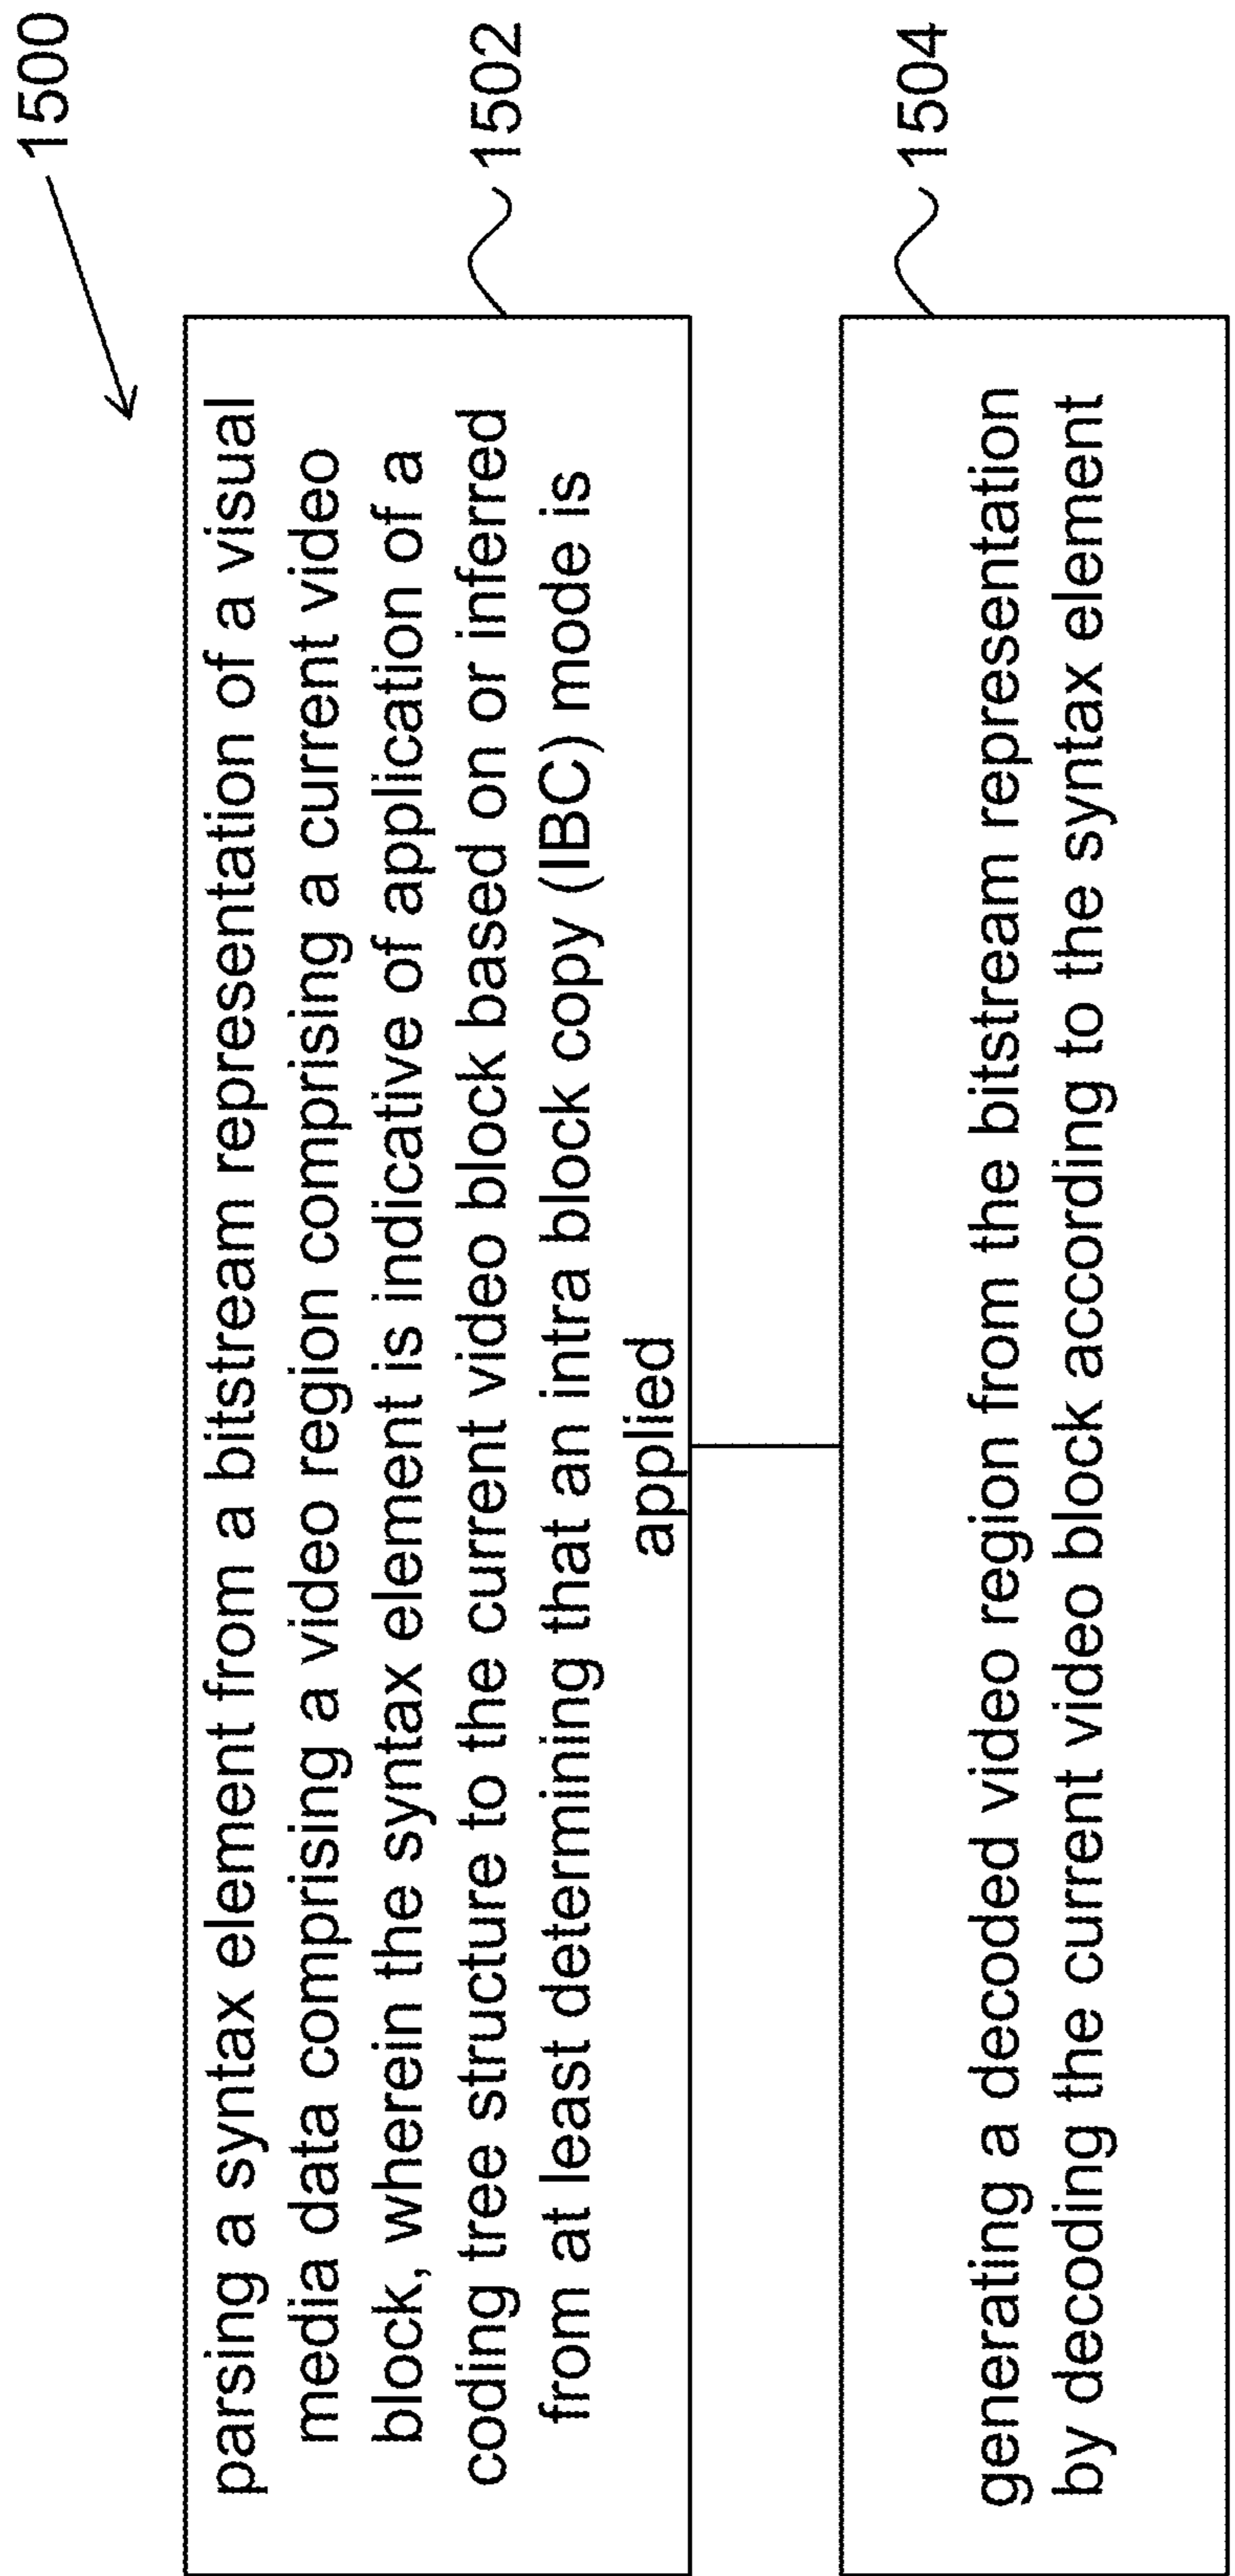 1500
parsing a syntax element from a bitstream representation of a visual
media data comprising a video region comprising a current video
block, wherein the syntax element is indicative of application of a
coding tree structure to the current video block based on or inferred
from at least determining that an intra block copy (IBC) mode is
applied
1502
generating a decoded video region from the bitstream representation
by decoding the current video block according to the syntax element
1504